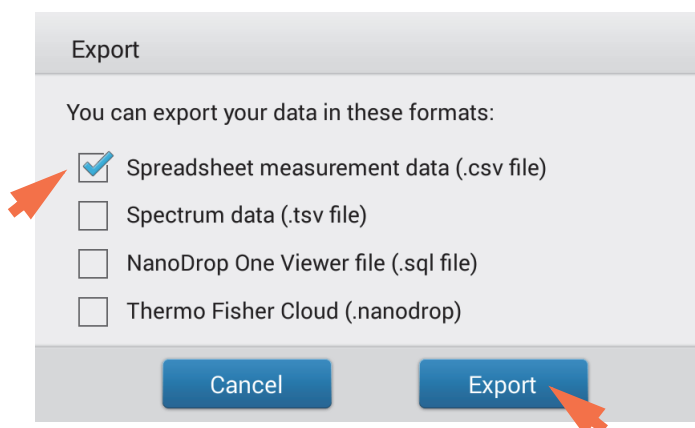 Export
You can export your data in these formats:
Spreadsheet measurement data (.csv file)
Spectrum data (.tsv file)
NanoDrop One Viewer file (.sql file)
Thermo Fisher Cloud (.nanodrop)
Cancel Export